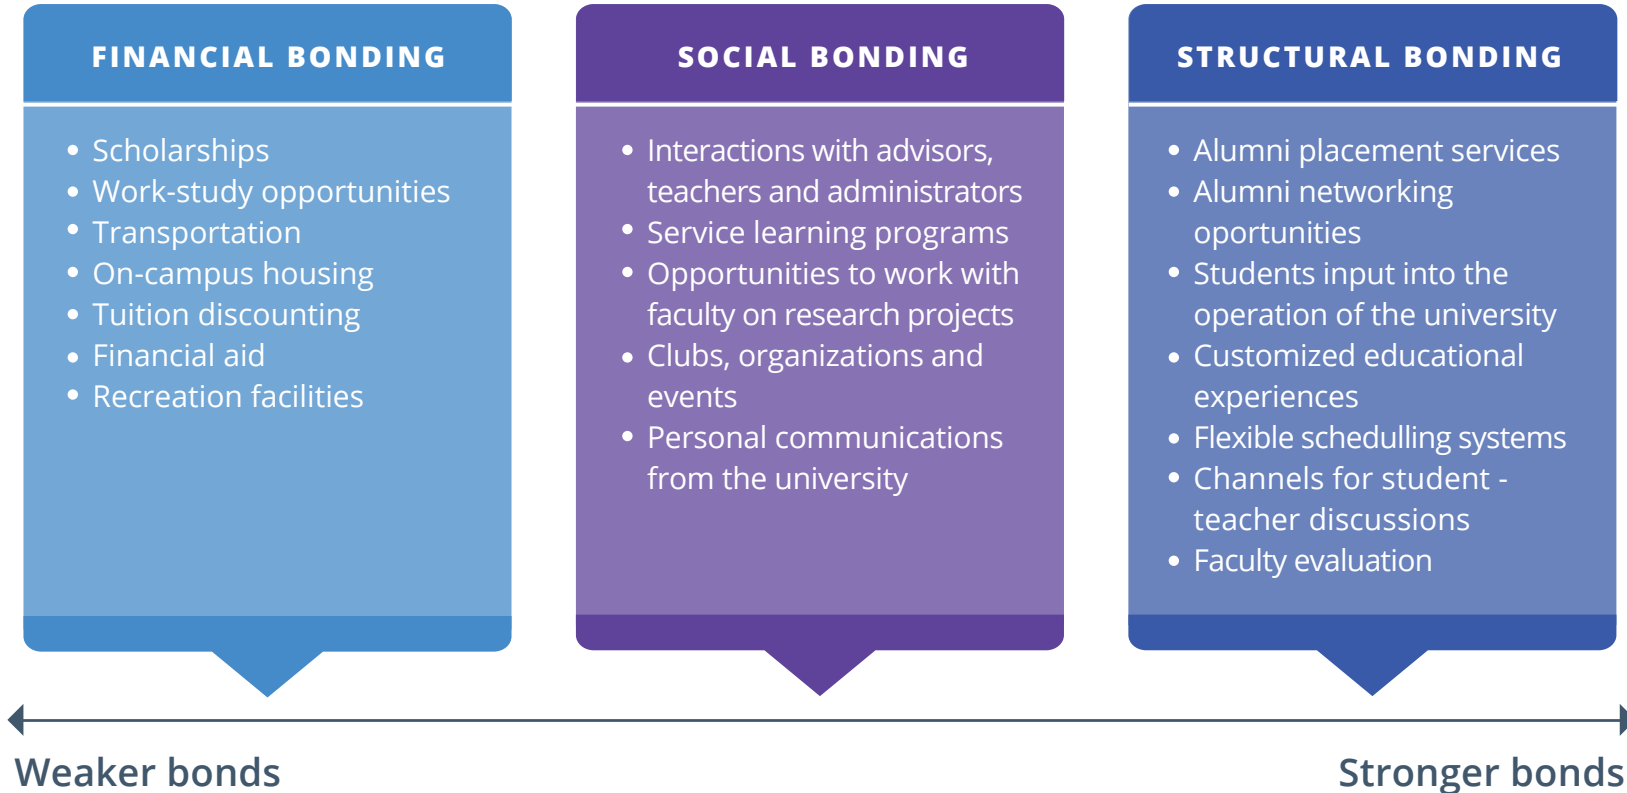 FINANCIAL BONDING
Scholarships
Work-study opportunities
Transportation
On-campus housing
Tuition discounting
Financial aid
Recreation facilities
SOCIAL BONDING
Interactions with advisors,
teachers and administrators
Service learning programs
Opportunities to work with
faculty on research projects
Clubs, organizations and
events
Personal communications
from the university
STRUCTURAL BONDING
Alumni placement services
Alumni networking
oportunities
Students input into the
operation of the university
Customized educational
experiences
Flexible schedulling systems
Channels for student -
teacher discussions
Faculty evaluation
Weaker bonds
Stronger bonds